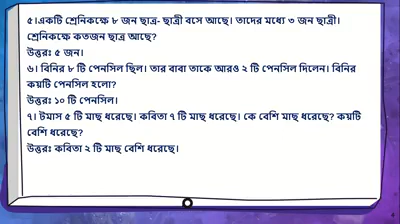 ৫।একটি শ্রেনিকক্ষে ৮ জন ছাত্র- ছাত্রী বসে আছে। তাদের মধ্যে ৩ জন ছাত্রী।
শ্রেনিকক্ষে কতজন ছাত্র আছে?
উত্তরঃ ৫ জন।
৬। বিনির ৮ টি পেনসিল ছিল। তার বাবা তাকে আরও ২ টি পেনসিল দিলেন। বিনির
কয়টি পেনসিল হলো?
উত্তরঃ ১০ টি পেনসিল।
৭। টমাস ৫ টি মাছ ধরেছে। কবিতা ৭ টি মাছ ধরেছে। কে বেশি মাছ ধরেছে? কয়টি
বেশি ধরেছে?
উত্তরঃ কবিতা ২ টি মাছ বেশি ধরেছে।